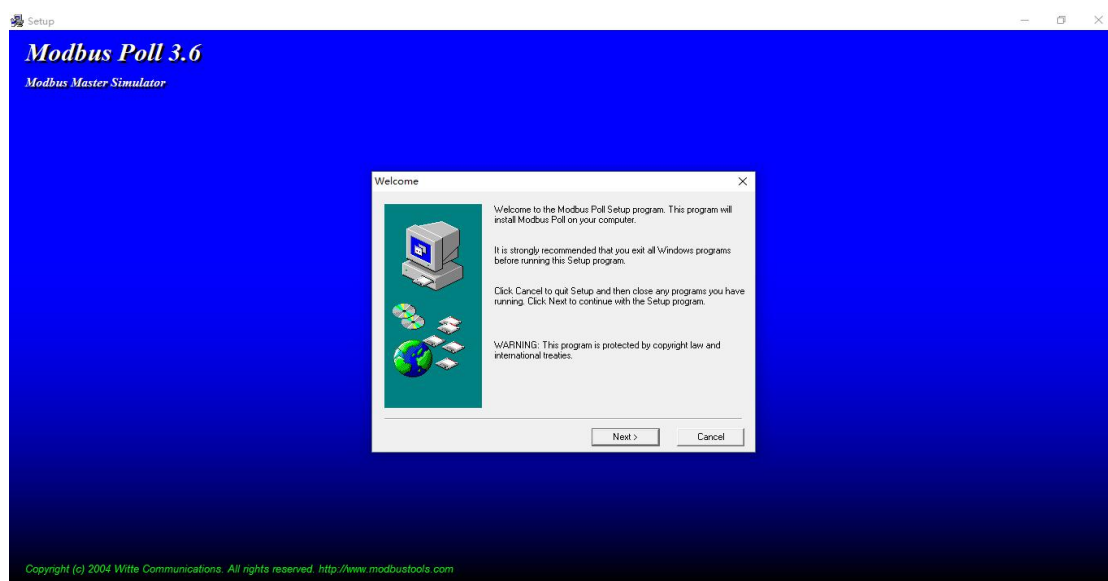 Setup
Modbus Poll 3.6
Modbus Master Simulator
Welcome
Welcome to the Modbus Poll Setup program. This program will
install Modbus Poll on your computer.
It is strongly recommended that you exit all Windows programs
before running this Setup program.
Click Cancel to quit Setup and then close any programs you have
running. Click Next to continue with the Setup program.
WARNING: This program is protected by copyright law and
international treaties.
Next >
Cancel
Copyright (c) 2004 Witte Communications. All rights reserved. http://www.modbustools.com